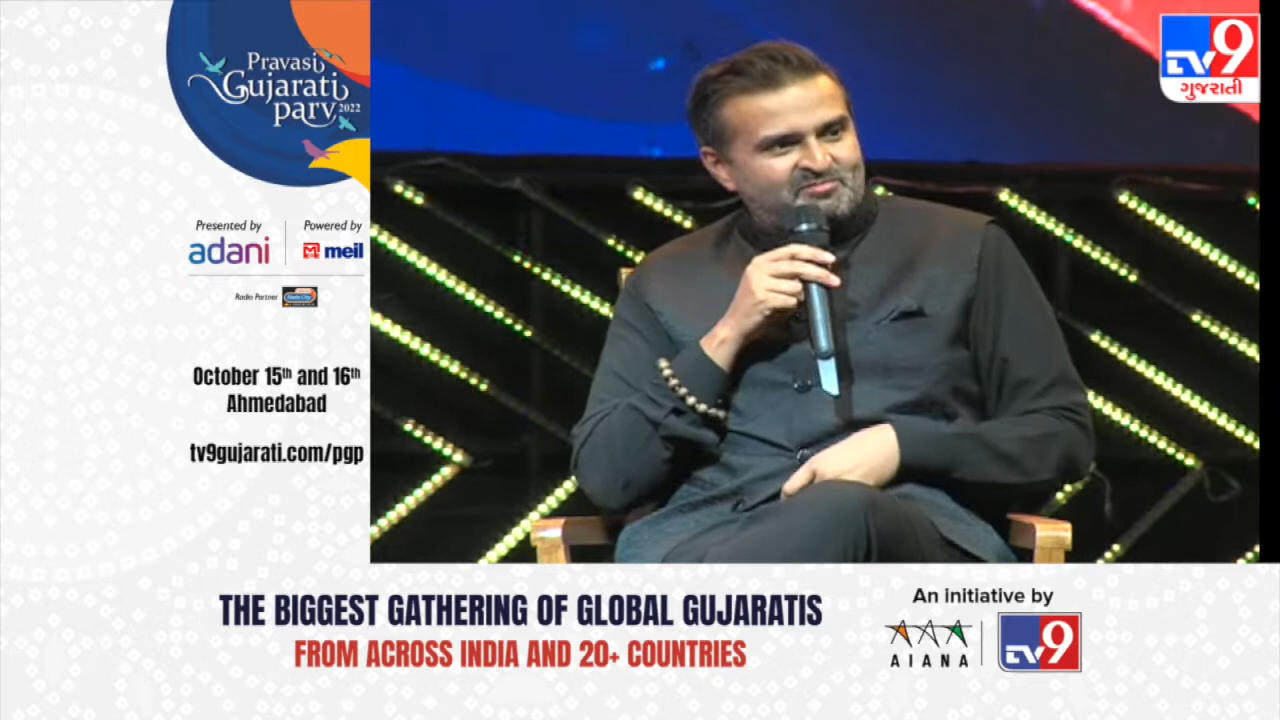 Pravasi
Gujarati
parv 2022
TV9
ગુજરાતી
Presented by
adani
Powered by
meil
Radio Partner
October 15th and 16th
Ahmedabad
tv9gujarati.com/pgp
THE BIGGEST GATHERING OF GLOBAL GUJARATIS
FROM ACROSS INDIA AND 20+ COUNTRIES
An initiative by
AIANA
TV9